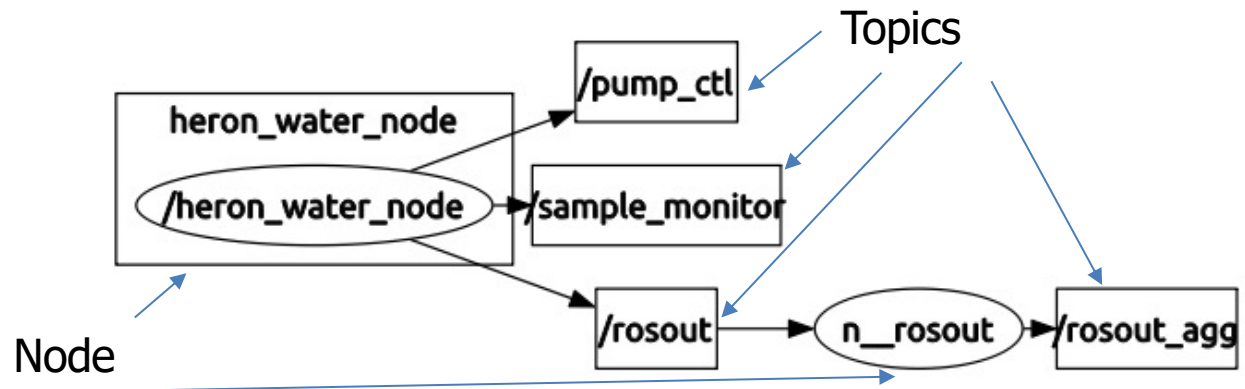 Topics
/pump_ctl
heron_water_node
/heron_water_node
/sample_monitor
/rosout
n__rosout
/rosout_agg
Node